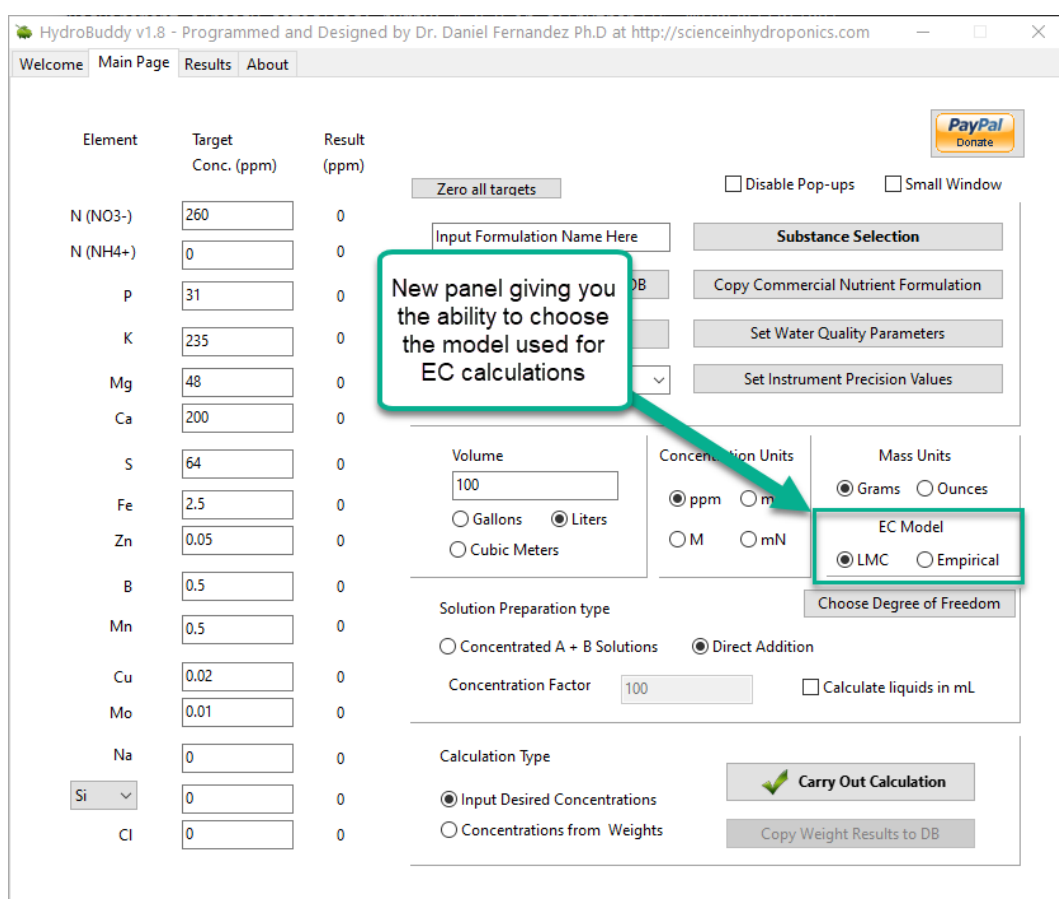 HydroBuddy v1.8 - Programmed and Designed by Dr. Daniel Fernandez Ph.D at http://scienceinhydroponics.com
Welcome Main Page Results About
PayPal
Donate
Element Target Result
Conc. (ppm) (ppm)
Zero all targets Disable Pop-ups Small Window
N (NO3-) 260 0
Input Formulation Name Here Substance Selection
N (NH4+) 0 0
DB Copy Commercial Nutrient Formulation
New panel giving you
the ability to choose
the model used for
EC calculations
P 31 0
Set Water Quality Parameters
K 235 0
Set Instrument Precision Values
Mg 48 0
Ca 200 0
Volume Concentration Units Mass Units
S 64 0
100
ppm Grams Ounces
Fe 2.5 0
Gallons Liters
EC Model
Zn 0.05 0
Cubic Meters
M mN
LMC Empirical
B 0.5 0
Solution Preparation type Choose Degree of Freedom
Mn 0.5 0
Concentrated A + B Solutions Direct Addition
Cu 0.02 0
Concentration Factor 100 Calculate liquids in mL
Mo 0.01 0
Na 0 0
Calculation Type
Carry Out Calculation
Si 0 0
Input Desired Concentrations
Cl 0 0
Concentrations from Weights Copy Weight Results to DB